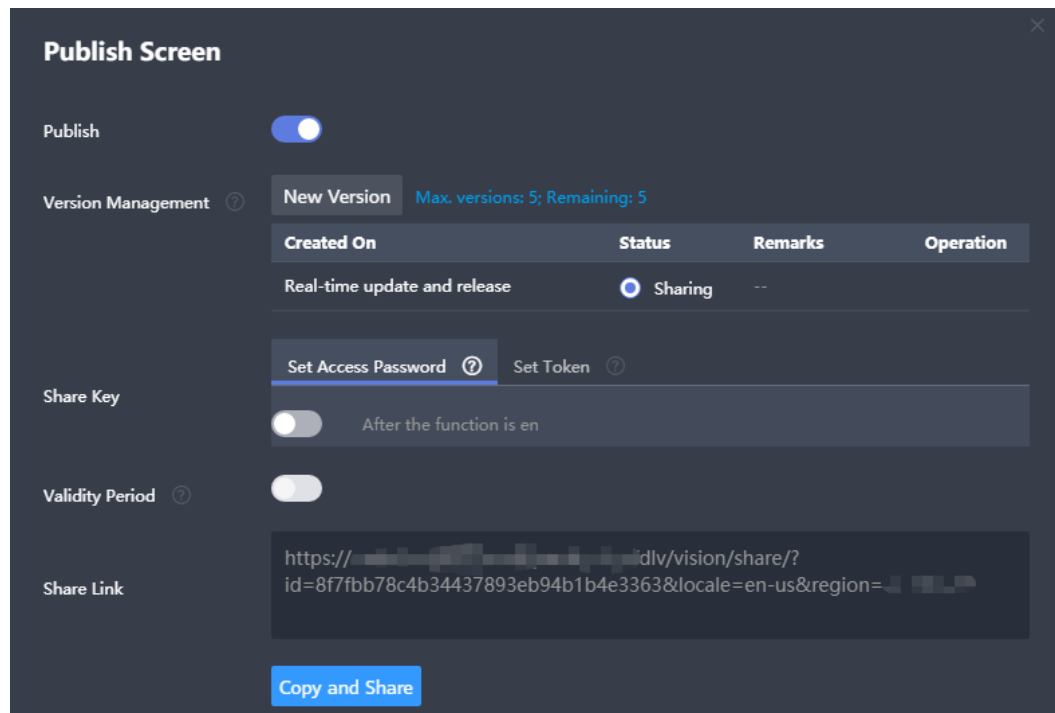 Publish Screen
Publish
Version Management ? New Version Max. versions: 5; Remaining: 5
Created On Status Remarks Operation
Real-time update and release Sharing --
Set Access Password ? Set Token ?
Share Key
After the function is en
Validity Period ?
https:// dlv/vision/share/?
id=8f7fbb78c4b34437893eb94b1b4e3363&locale=en-us&region=
Share Link
Copy and Share